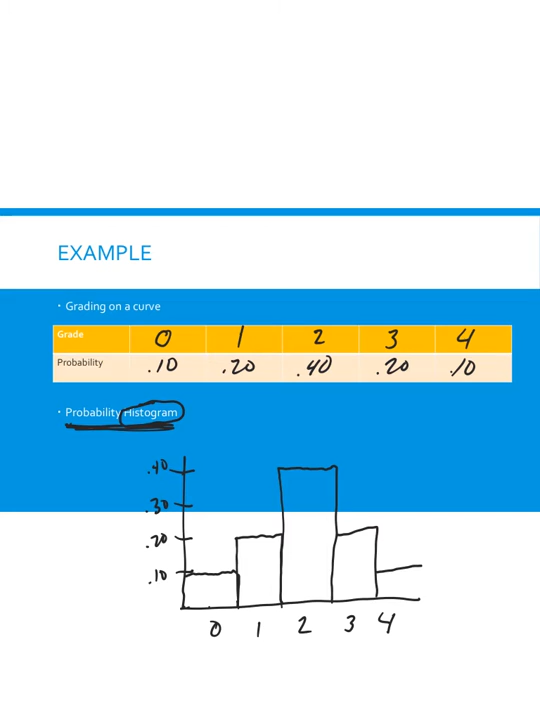 EXAMPLE
Grading on a curve
Grade 0 1 2 3 4
Probability .10 .20 .40 .20 .10
Probability Histogram
.40
.30
.20
.10
0 1 2 3 4